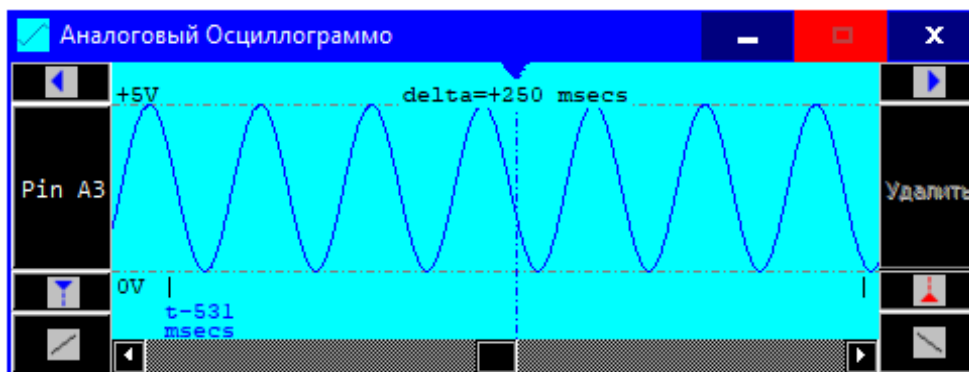 Аналоговый Осциллограммо
+5V
delta=+250 msecs
Pin A3
Удалить
0V
t-531
msecs